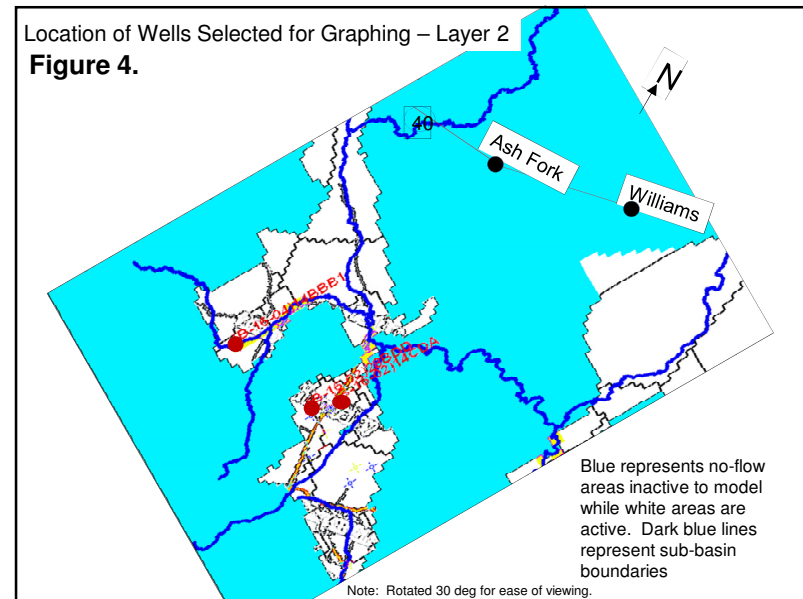 Location of Wells Selected for Graphing – Layer 2
Figure 4.
N
40
Ash Fork
Williams
Blue represents no-flow
areas inactive to model
while white areas are
active. Dark blue lines
represent sub-basin
boundaries
Note: Rotated 30 deg for ease of viewing.